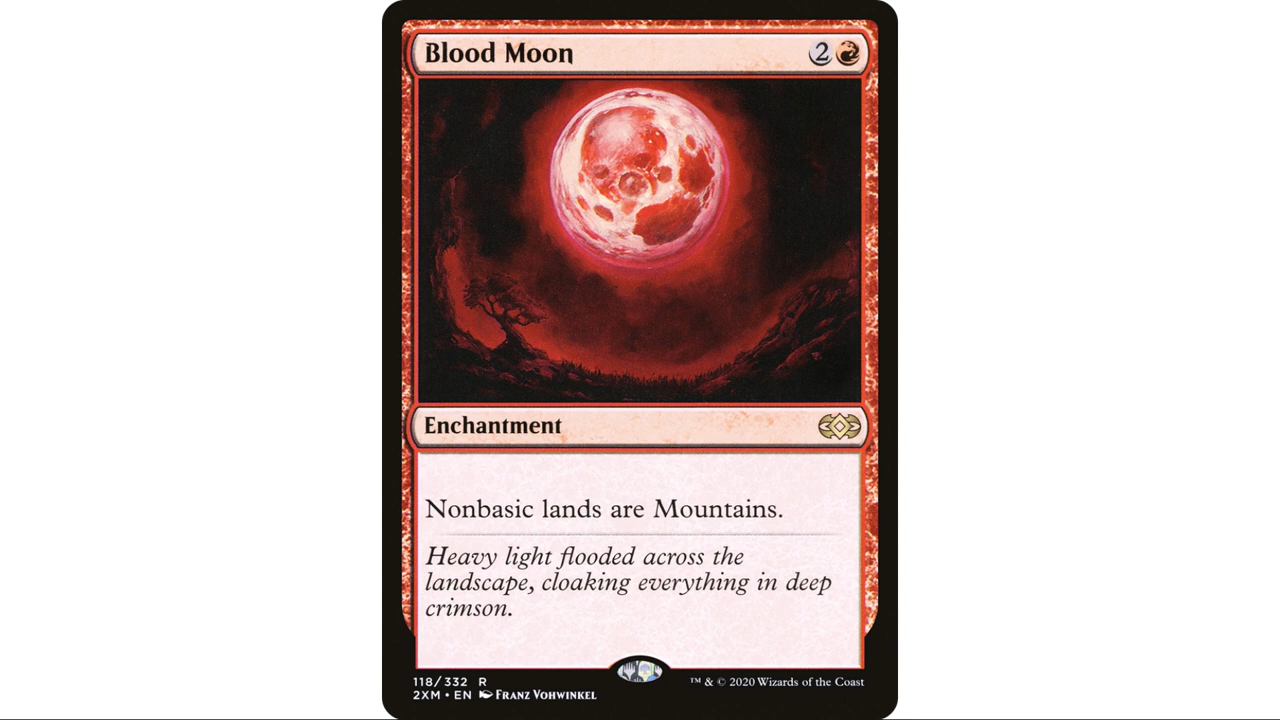 Blood Moon 2
Enchantment
Nonbasic lands are Mountains.
Heavy light flooded across the
landscape, cloaking everything in deep
crimson.
118/332 R
2XM • EN Franz Vohwinkel
™ & © 2020 Wizards of the Coast